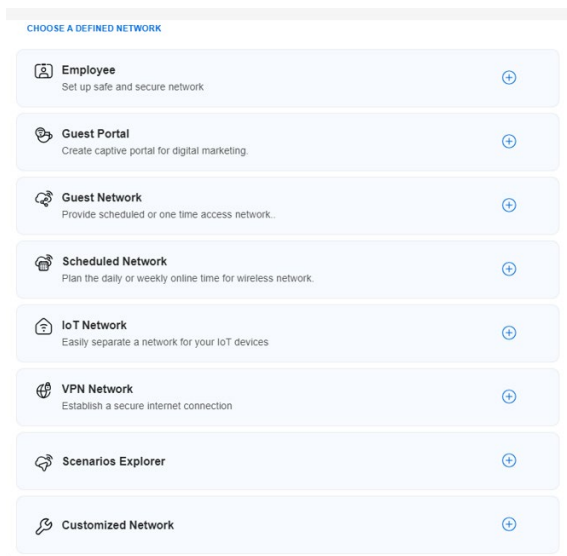 CHOOSE A DEFINED NETWORK
Employee
Set up safe and secure network
Guest Portal
Create captive portal for digital marketing.
Guest Network
Provide scheduled or one time access network..
Scheduled Network
Plan the daily or weekly online time for wireless network.
IoT Network
Easily separate a network for your IoT devices
VPN Network
Establish a secure internet connection
Scenarios Explorer
Customized Network